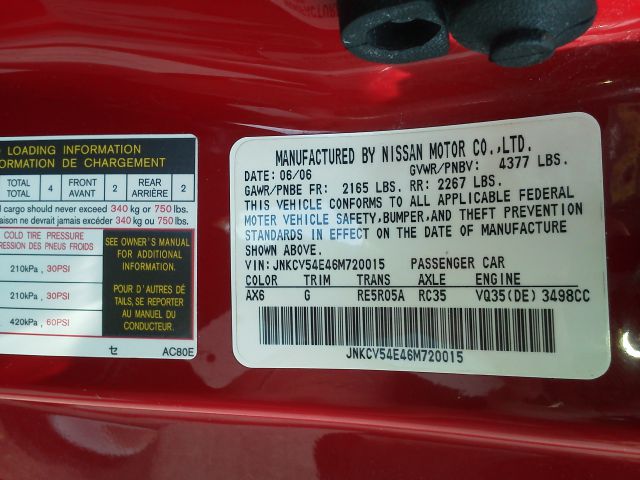 LOADING INFORMATION
ORMATION DE CHARGEMENT
TOTAL 4 FRONT 2 REAR 2
TOTAL AVANT ARRIÈRE
d cargo should never exceed 340 kg or 750 lbs.
aison ne devrait jamais excéder 340 kg ou 750 lbs.
COLD TIRE PRESSURE
RESSION DES PNEUS FROIDS
210kPa, 30PSI
210kPa, 30PSI
420kPa, 60PSI
SEE OWNER'S MANUAL
FOR ADDITIONAL
INFORMATION.
POUR D'AUTRES DÉ-
TAILS, SE REPORTER
AU MANUEL DU
CONDUCTEUR.
tz AC80E
MANUFACTURED BY NISSAN MOTOR CO.,LTD.
DATE: 06/06 GVWR/PNBV: 4377 LBS.
GAWR/PNBE FR: 2165 LBS. RR: 2267 LBS.
THIS VEHICLE CONFORMS TO ALL APPLICABLE FEDERAL
MOTOR VEHICLE SAFETY,BUMPER,AND THEFT PREVENTION
STANDARDS IN EFFECT ON THE DATE OF MANUFACTURE
SHOWN ABOVE.
VIN: JNKCV54E46M720015 PASSENGER CAR
COLOR TRIM TRANS AXLE ENGINE
AX6 G RE5R05A RC35 VQ35(DE) 3498CC
JNKCV54E46M720015